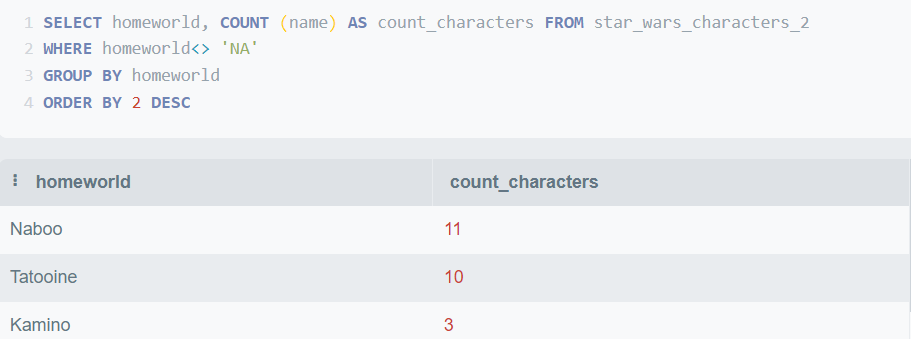 1 SELECT homeworld, COUNT (name) AS count_characters FROM star_wars_characters_2
2 WHERE homeworld<> 'NA'
3 GROUP BY homeworld
4 ORDER BY 2 DESC
homeworld count_characters
Naboo 11
Tatooine 10
Kamino 3